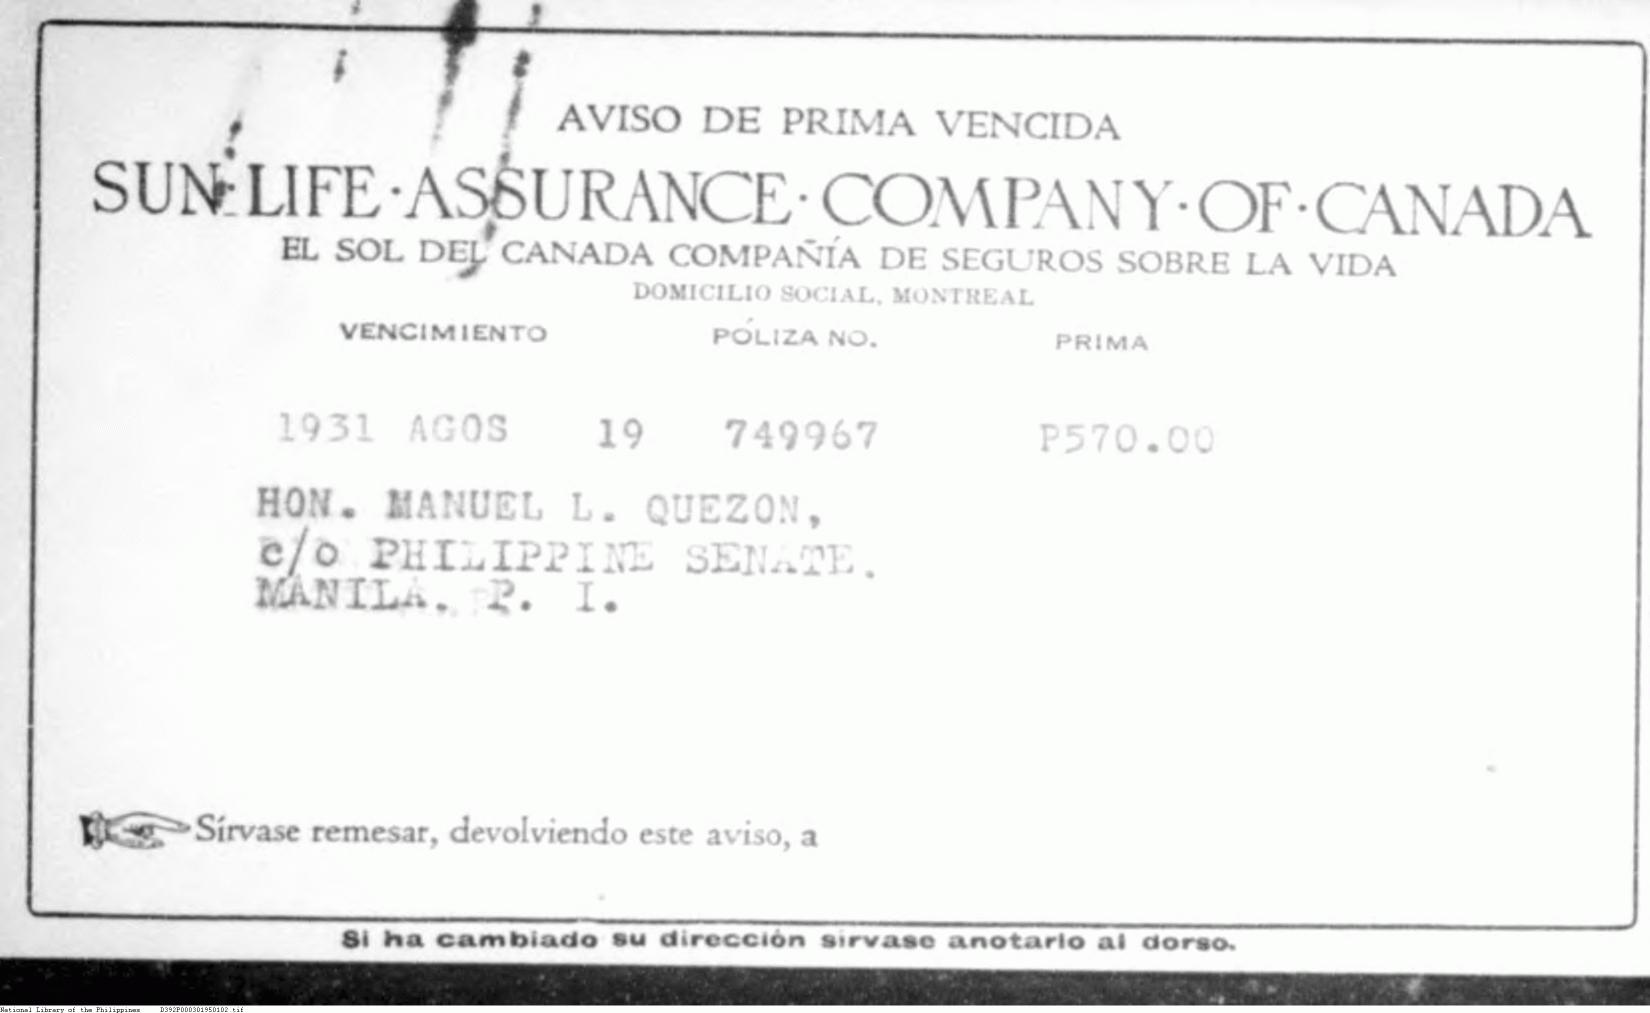 AVISO DE PRIMA VENCIDA
SUN·LIFE·ASSURANCE·COMPANY·OF·CANADA
EL SOL DEL CANADA COMPAÑÍA DE SEGUROS SOBRE LA VIDA
DOMICILIO SOCIAL, MONTREAL
VENCIMIENTO PÓLIZA NO. PRIMA
1931 AGOS 19 749967 P570.00
HON. MANUEL L. QUEZON,
c/o PHILIPPINE SENATE.
MANILA. P. I.
Sírvase remesar, devolviendo este aviso, a
Si ha cambiado su dirección sirvase anotarlo al dorso.
National Library of the Philippines D392P000301950102.tif